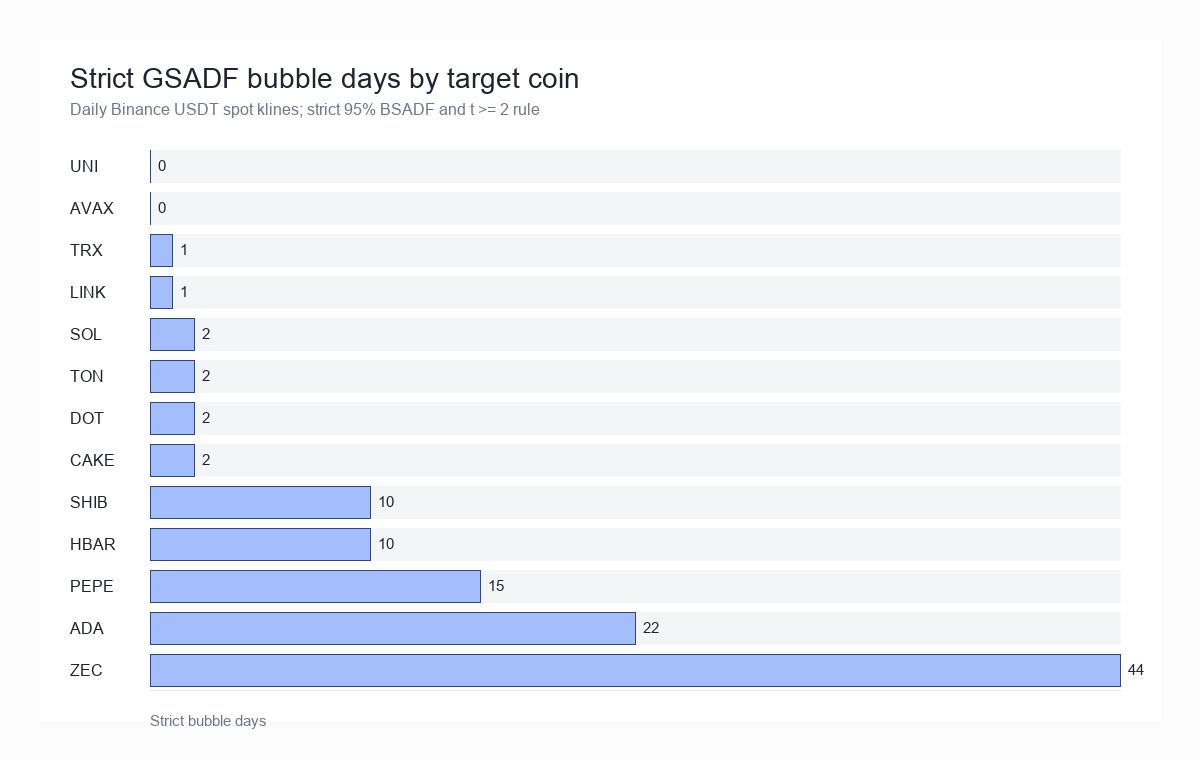 Strict GSADF bubble days by target coin
Daily Binance USDT spot klines; strict 95% BSADF and t >= 2 rule
UNI 0
AVAX 0
TRX 1
LINK 1
SOL 2
TON 2
DOT 2
CAKE 2
SHIB 10
HBAR 10
PEPE 15
ADA 22
ZEC 44
Strict bubble days